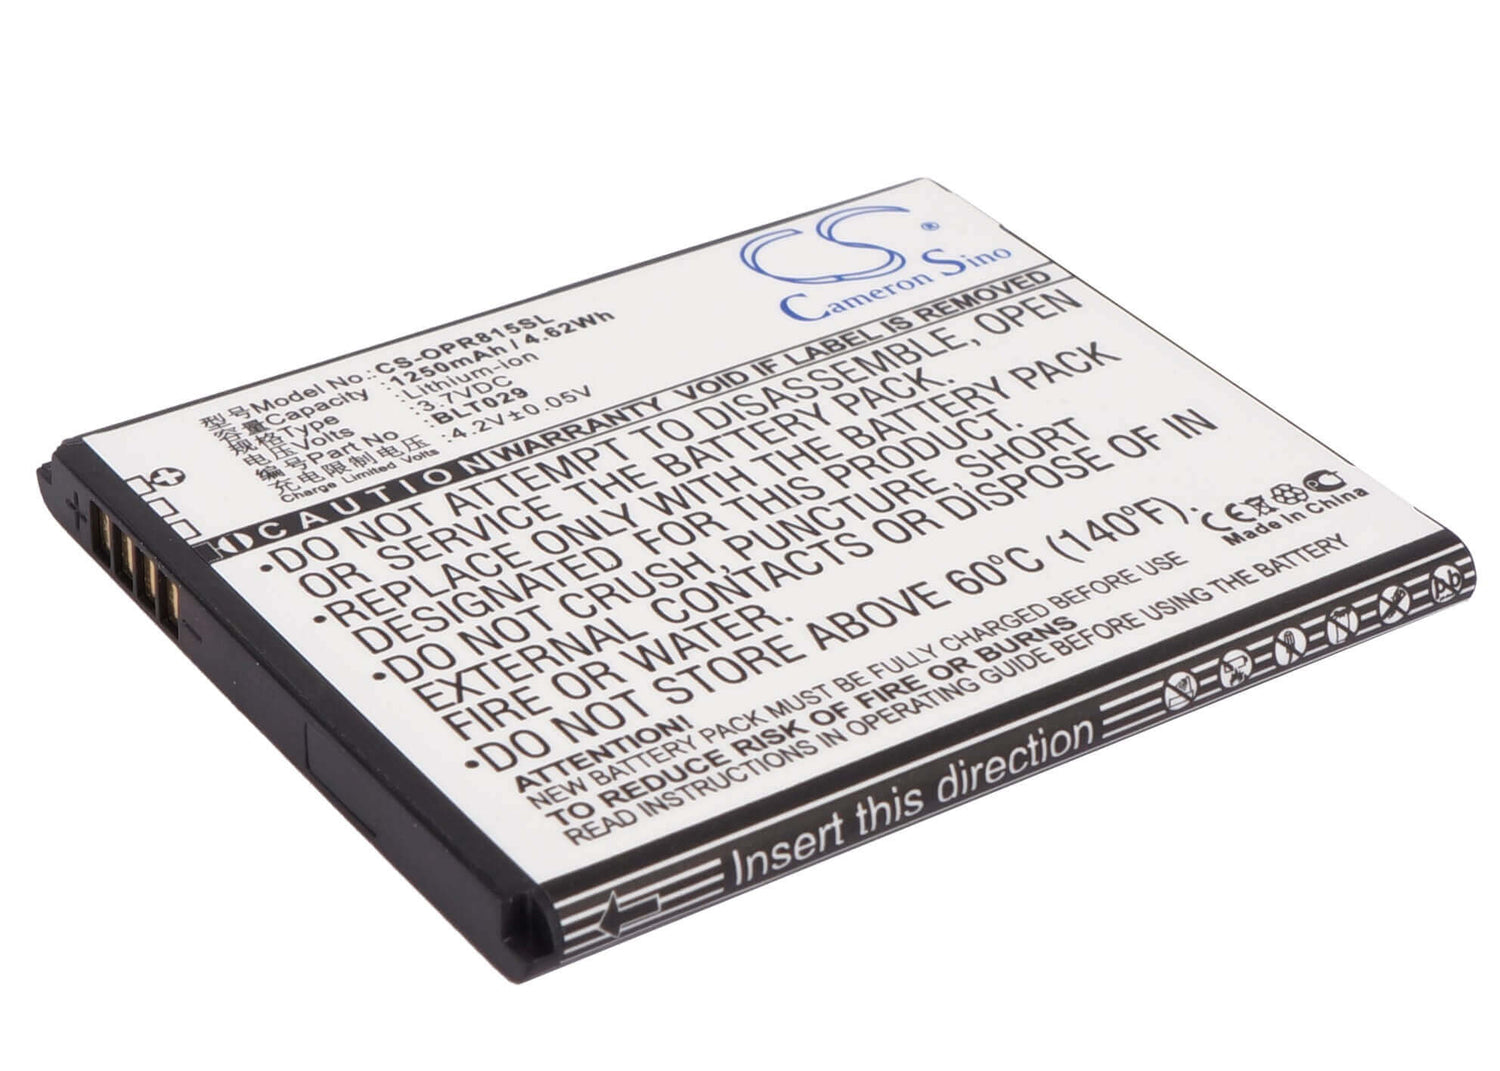 CS®
Cameron Sino
型号Model No.:CS-OPR815SL
容量Capacity :1250mAh / 4.62Wh
规格Type :Lithium-ion
电压Volts :3.7VDC
编号Part No :BLT029
充电限制电压:4.2V±0.05V
Charge Limited Volts
+
CAUTION WARRANTY VOID IF LABEL IS REMOVED
•DO NOT ATTEMPT TO DISASSEMBLE, OPEN
OR SERVICE THE BATTERY PACK
•REPLACE ONLY WITH THE BATTERY PACK
DESIGNATED FOR THIS PRODUCT
•DO NOT CRUSH, PUNCTURE, SHORT
EXTERNAL CONTACTS OR DISPOSE OF IN
FIRE OR WATER.
•DO NOT STORE ABOVE 60°C (140°F).
CE
Made In China
ATTENTION!
NEW BATTERY PACK MUST BE FULLY CHARGED BEFORE USE
TO REDUCE RISK OF FIRE OR BURNS
READ INSTRUCTIONS IN OPERATING GUIDE BEFORE USING THE BATTERY
Insert this direction
Pb
+
−